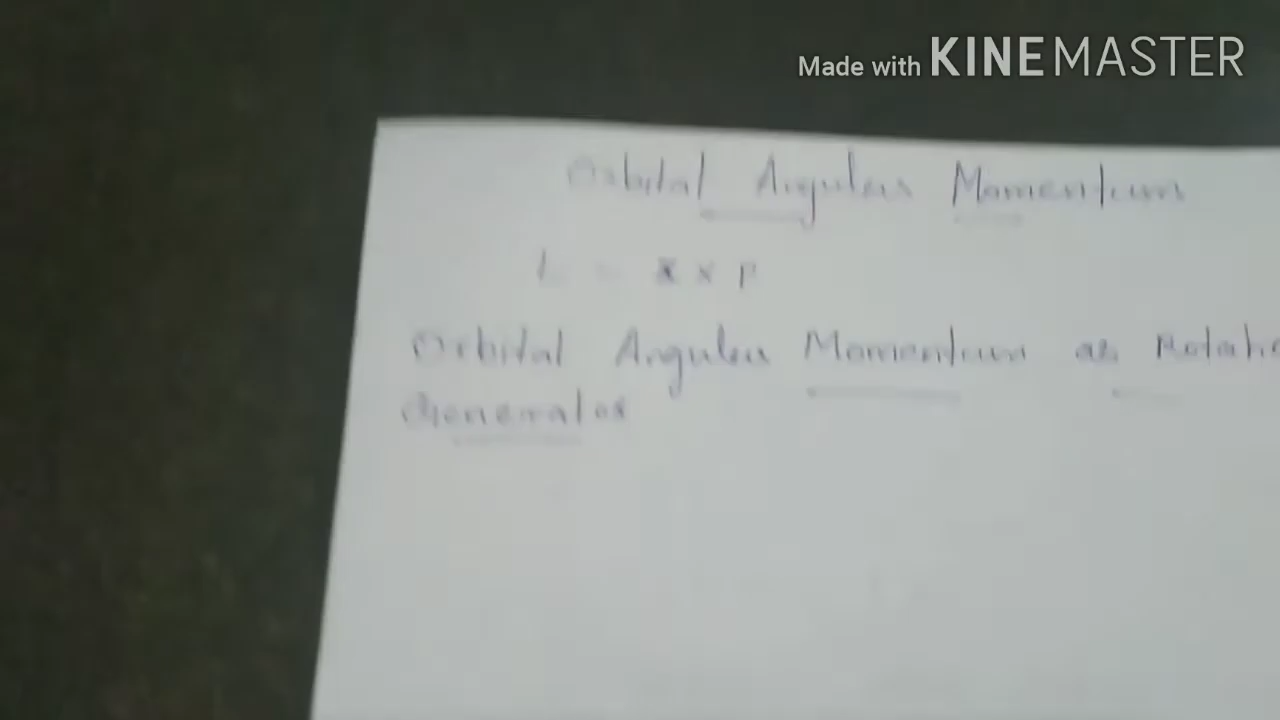 Made with KINEMASTER
Orbital Angular Momentum
L = x × p
Orbital Angular Momentum as
Generator